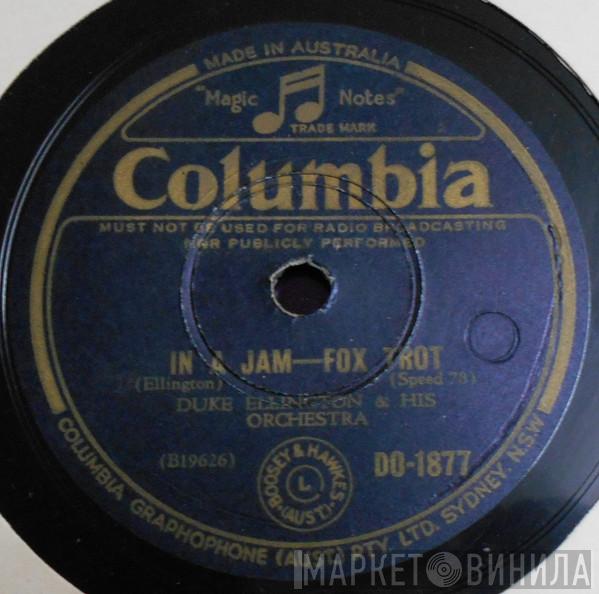 MADE IN AUSTRALIA
"Magic Notes"
TRADE MARK
Columbia
MUST NOT BE USED FOR RADIO BROADCASTING
NOR PUBLICLY PERFORMED
IN A JAM—FOX TROT
(Ellington) (Speed 78)
DUKE ELLINGTON & HIS
ORCHESTRA
(B19626)
BOOSEY & HAWKES
(AUST)
L
DO-1877
COLUMBIA GRAPHOPHONE (AUST) PTY. LTD. SYDNEY. N.S.W
МАРКЕТ ВИНИЛА